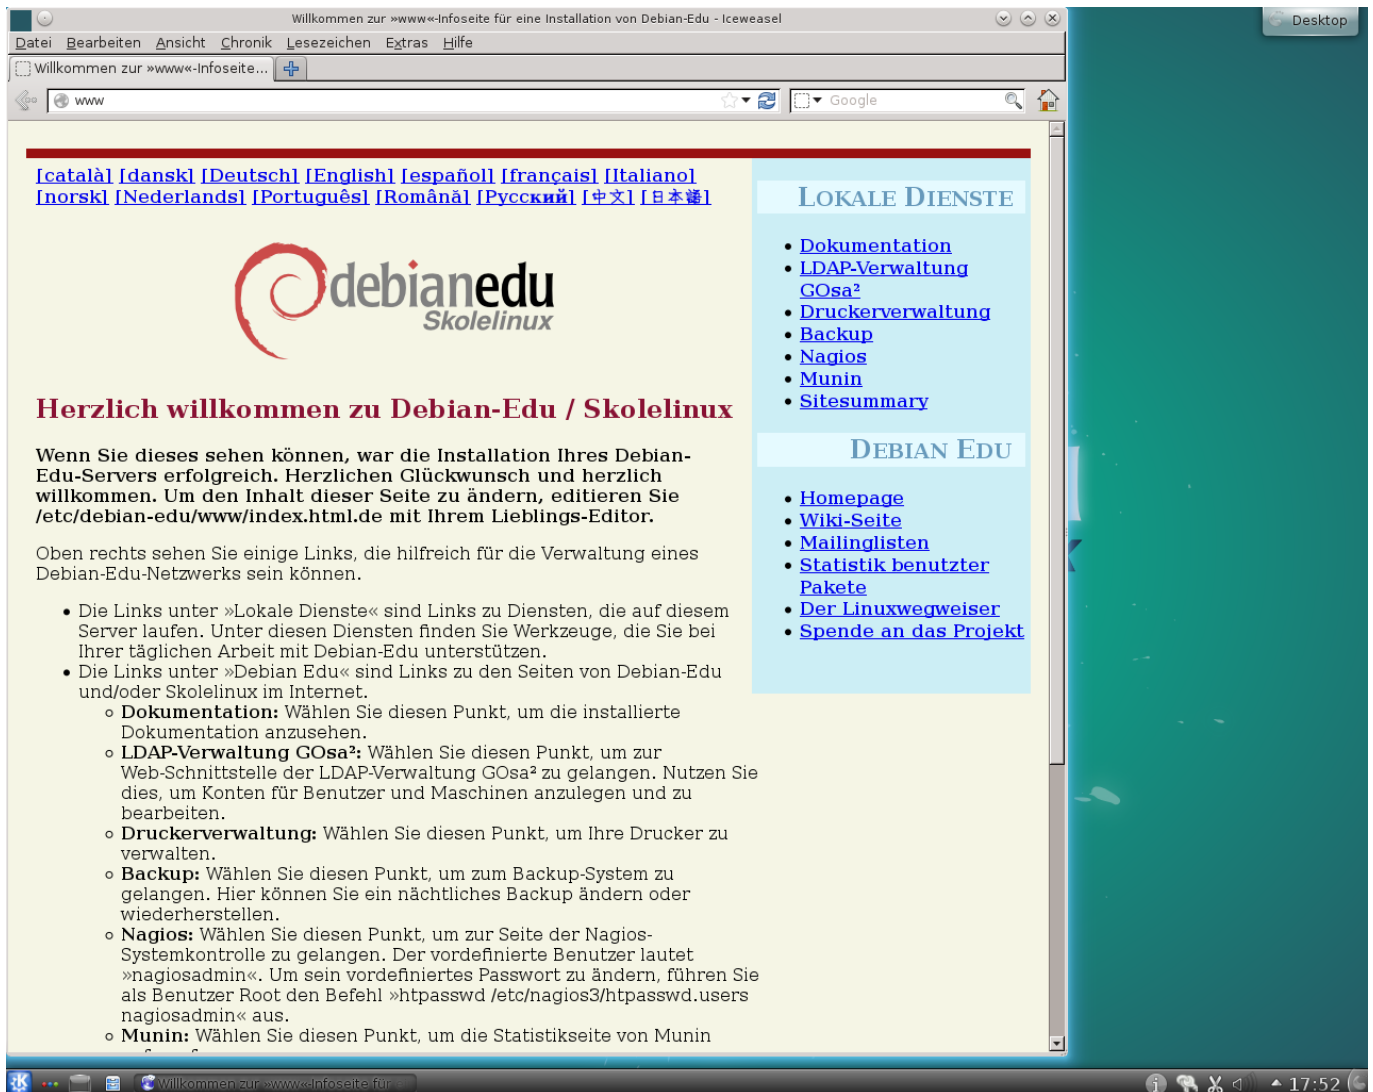 Willkommen zur »www«-Infoseite für eine Installation von Debian-Edu - Iceweasel
Desktop
Datei Bearbeiten Ansicht Chronik Lesezeichen Extras Hilfe
Willkommen zur »www«-Infoseite...
www
Google
[català] [dansk] [Deutsch] [English] [español] [français] [Italiano]
[norsk] [Nederlands] [Português] [Română] [Русский] [中文] [日本語]
debianedu
Skolelinux
Herzlich willkommen zu Debian-Edu / Skolelinux
Wenn Sie dieses sehen können, war die Installation Ihres Debian-
Edu-Servers erfolgreich. Herzlichen Glückwunsch und herzlich
willkommen. Um den Inhalt dieser Seite zu ändern, editieren Sie
/etc/debian-edu/www/index.html.de mit Ihrem Lieblings-Editor.
Oben rechts sehen Sie einige Links, die hilfreich für die Verwaltung eines
Debian-Edu-Netzwerks sein können.
• Die Links unter »Lokale Dienste« sind Links zu Diensten, die auf diesem
Server laufen. Unter diesen Diensten finden Sie Werkzeuge, die Sie bei
Ihrer täglichen Arbeit mit Debian-Edu unterstützen.
• Die Links unter »Debian Edu« sind Links zu den Seiten von Debian-Edu
und/oder Skolelinux im Internet.
◦ Dokumentation: Wählen Sie diesen Punkt, um die installierte
Dokumentation anzusehen.
◦ LDAP-Verwaltung GOsa²: Wählen Sie diesen Punkt, um zur
Web-Schnittstelle der LDAP-Verwaltung GOsa² zu gelangen. Nutzen Sie
dies, um Konten für Benutzer und Maschinen anzulegen und zu
bearbeiten.
◦ Druckerverwaltung: Wählen Sie diesen Punkt, um Ihre Drucker zu
verwalten.
◦ Backup: Wählen Sie diesen Punkt, um zum Backup-System zu
gelangen. Hier können Sie ein nächtliches Backup ändern oder
wiederherstellen.
◦ Nagios: Wählen Sie diesen Punkt, um zur Seite der Nagios-
Systemkontrolle zu gelangen. Der vordefinierte Benutzer lautet
»nagiosadmin«. Um sein vordefiniertes Passwort zu ändern, führen Sie
als Benutzer Root den Befehl »htpasswd /etc/nagios3/htpasswd.users
nagiosadmin« aus.
◦ Munin: Wählen Sie diesen Punkt, um die Statistikseite von Munin
LOKALE DIENSTE
• Dokumentation
• LDAP-Verwaltung
GOsa²
• Druckerverwaltung
• Backup
• Nagios
• Munin
• Sitesummary
DEBIAN EDU
• Homepage
• Wiki-Seite
• Mailinglisten
• Statistik benutzter
Pakete
• Der Linuxwegweiser
• Spende an das Projekt
Willkommen zur »www«-Infoseite für
17:52